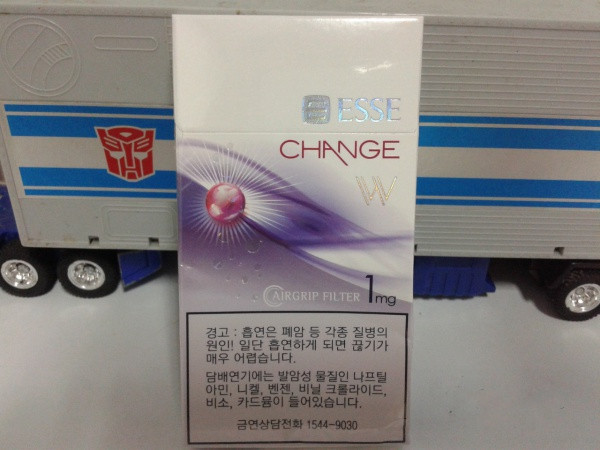 ESSE
CHANGE
W
AIRGRIP FILTER 1mg
경고 : 흡연은 폐암 등 각종 질병의
원인!! 일단 흡연하게 되면 끊기가
매우 어렵습니다.
담배연기에는 발암성 물질인 나프틸
아민, 니켈, 벤젠, 비닐 크롤라이드,
비소, 카드뮴이 들어있습니다.
금연상담전화 1544-9030